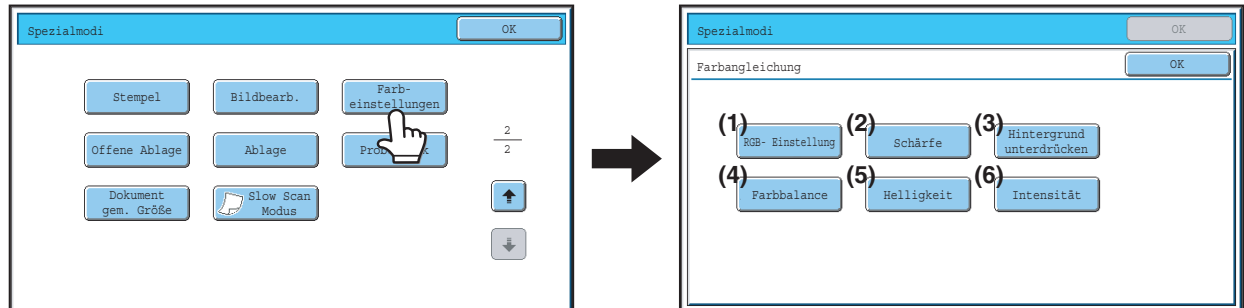 Spezialmodi
OK
Stempel
Bildbearb.
Farb-
einstellungen
Offene Ablage
Ablage
2
2
Dokument
gem. Größe
Slow Scan
Modus
Spezialmodi
OK
Farbangleichung
OK
(1)
RGB- Einstellung
(2)
Schärfe
(3)
Hintergrund
unterdrücken
(4)
Farbbalance
(5)
Helligkeit
(6)
Intensität